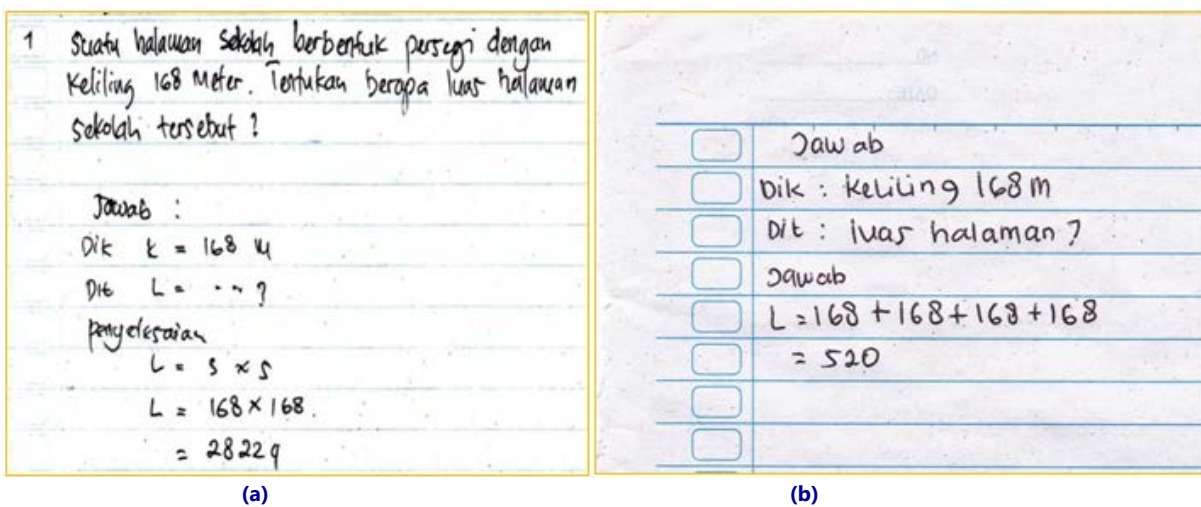 1 Suatu halaman sekolah berbentuk persegi dengan
keliling 168 Meter. Tentukan berapa luas halaman
sekolah tersebut ?
Jawab :
Dik k = 168 M
Dit L = ... ?
penyelesaian
L = s x s
L = 168 x 168.
= 28229
(a)
Jawab
Dik : keliling 168 m
Dit : luas halaman ?
Jawab
L = 168 + 168 + 168 + 168
= 520
(b)